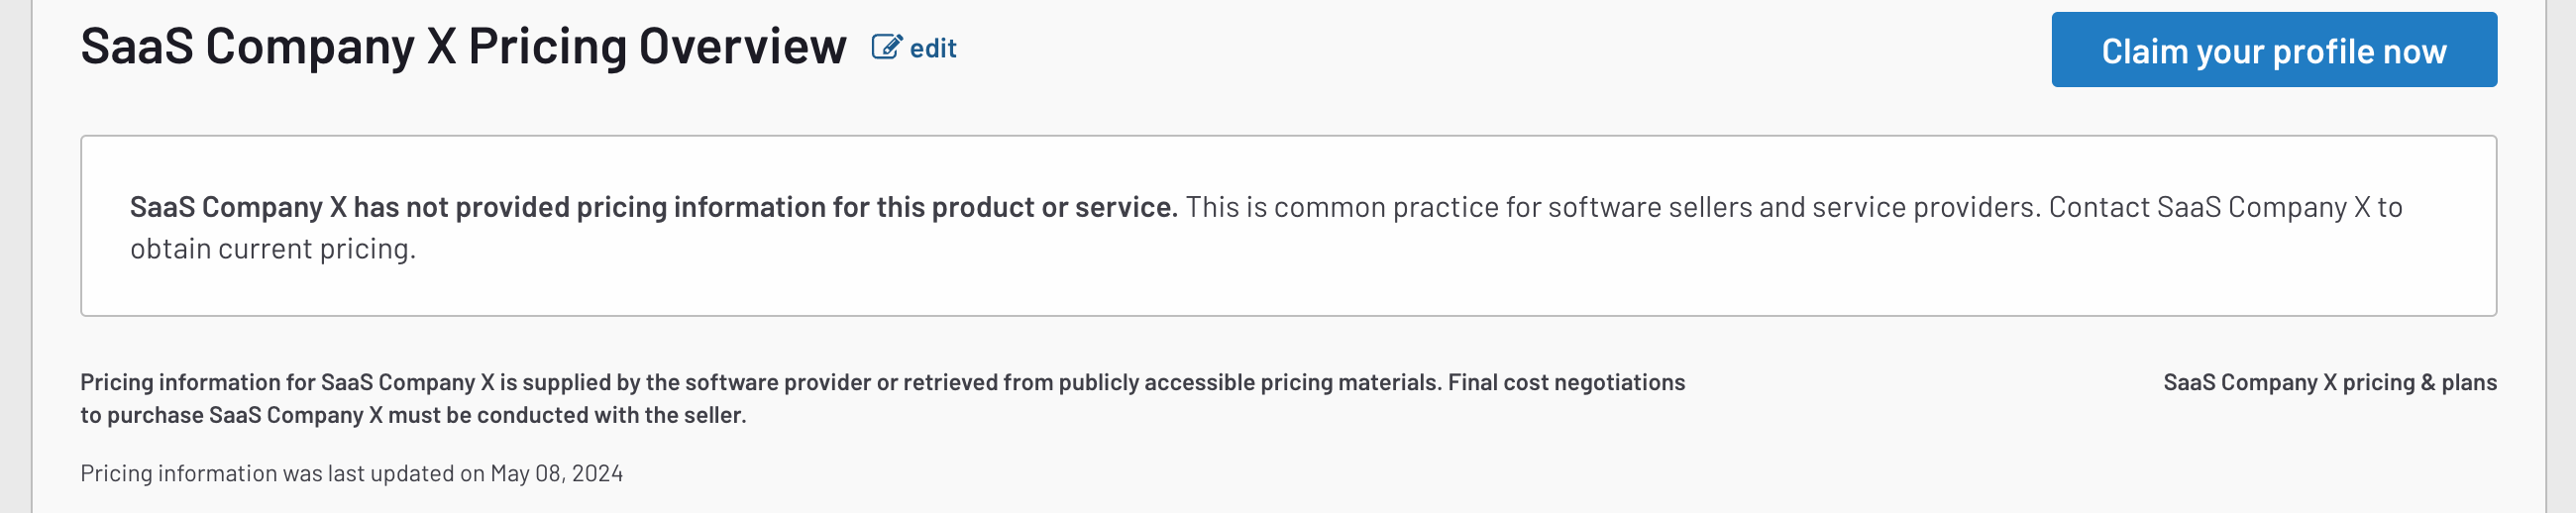 SaaS Company X Pricing Overview edit
Claim your profile now
SaaS Company X has not provided pricing information for this product or service. This is common practice for software sellers and service providers. Contact SaaS Company X to
obtain current pricing.
Pricing information for SaaS Company X is supplied by the software provider or retrieved from publicly accessible pricing materials. Final cost negotiations
to purchase SaaS Company X must be conducted with the seller.
SaaS Company X pricing & plans
Pricing information was last updated on May 08, 2024